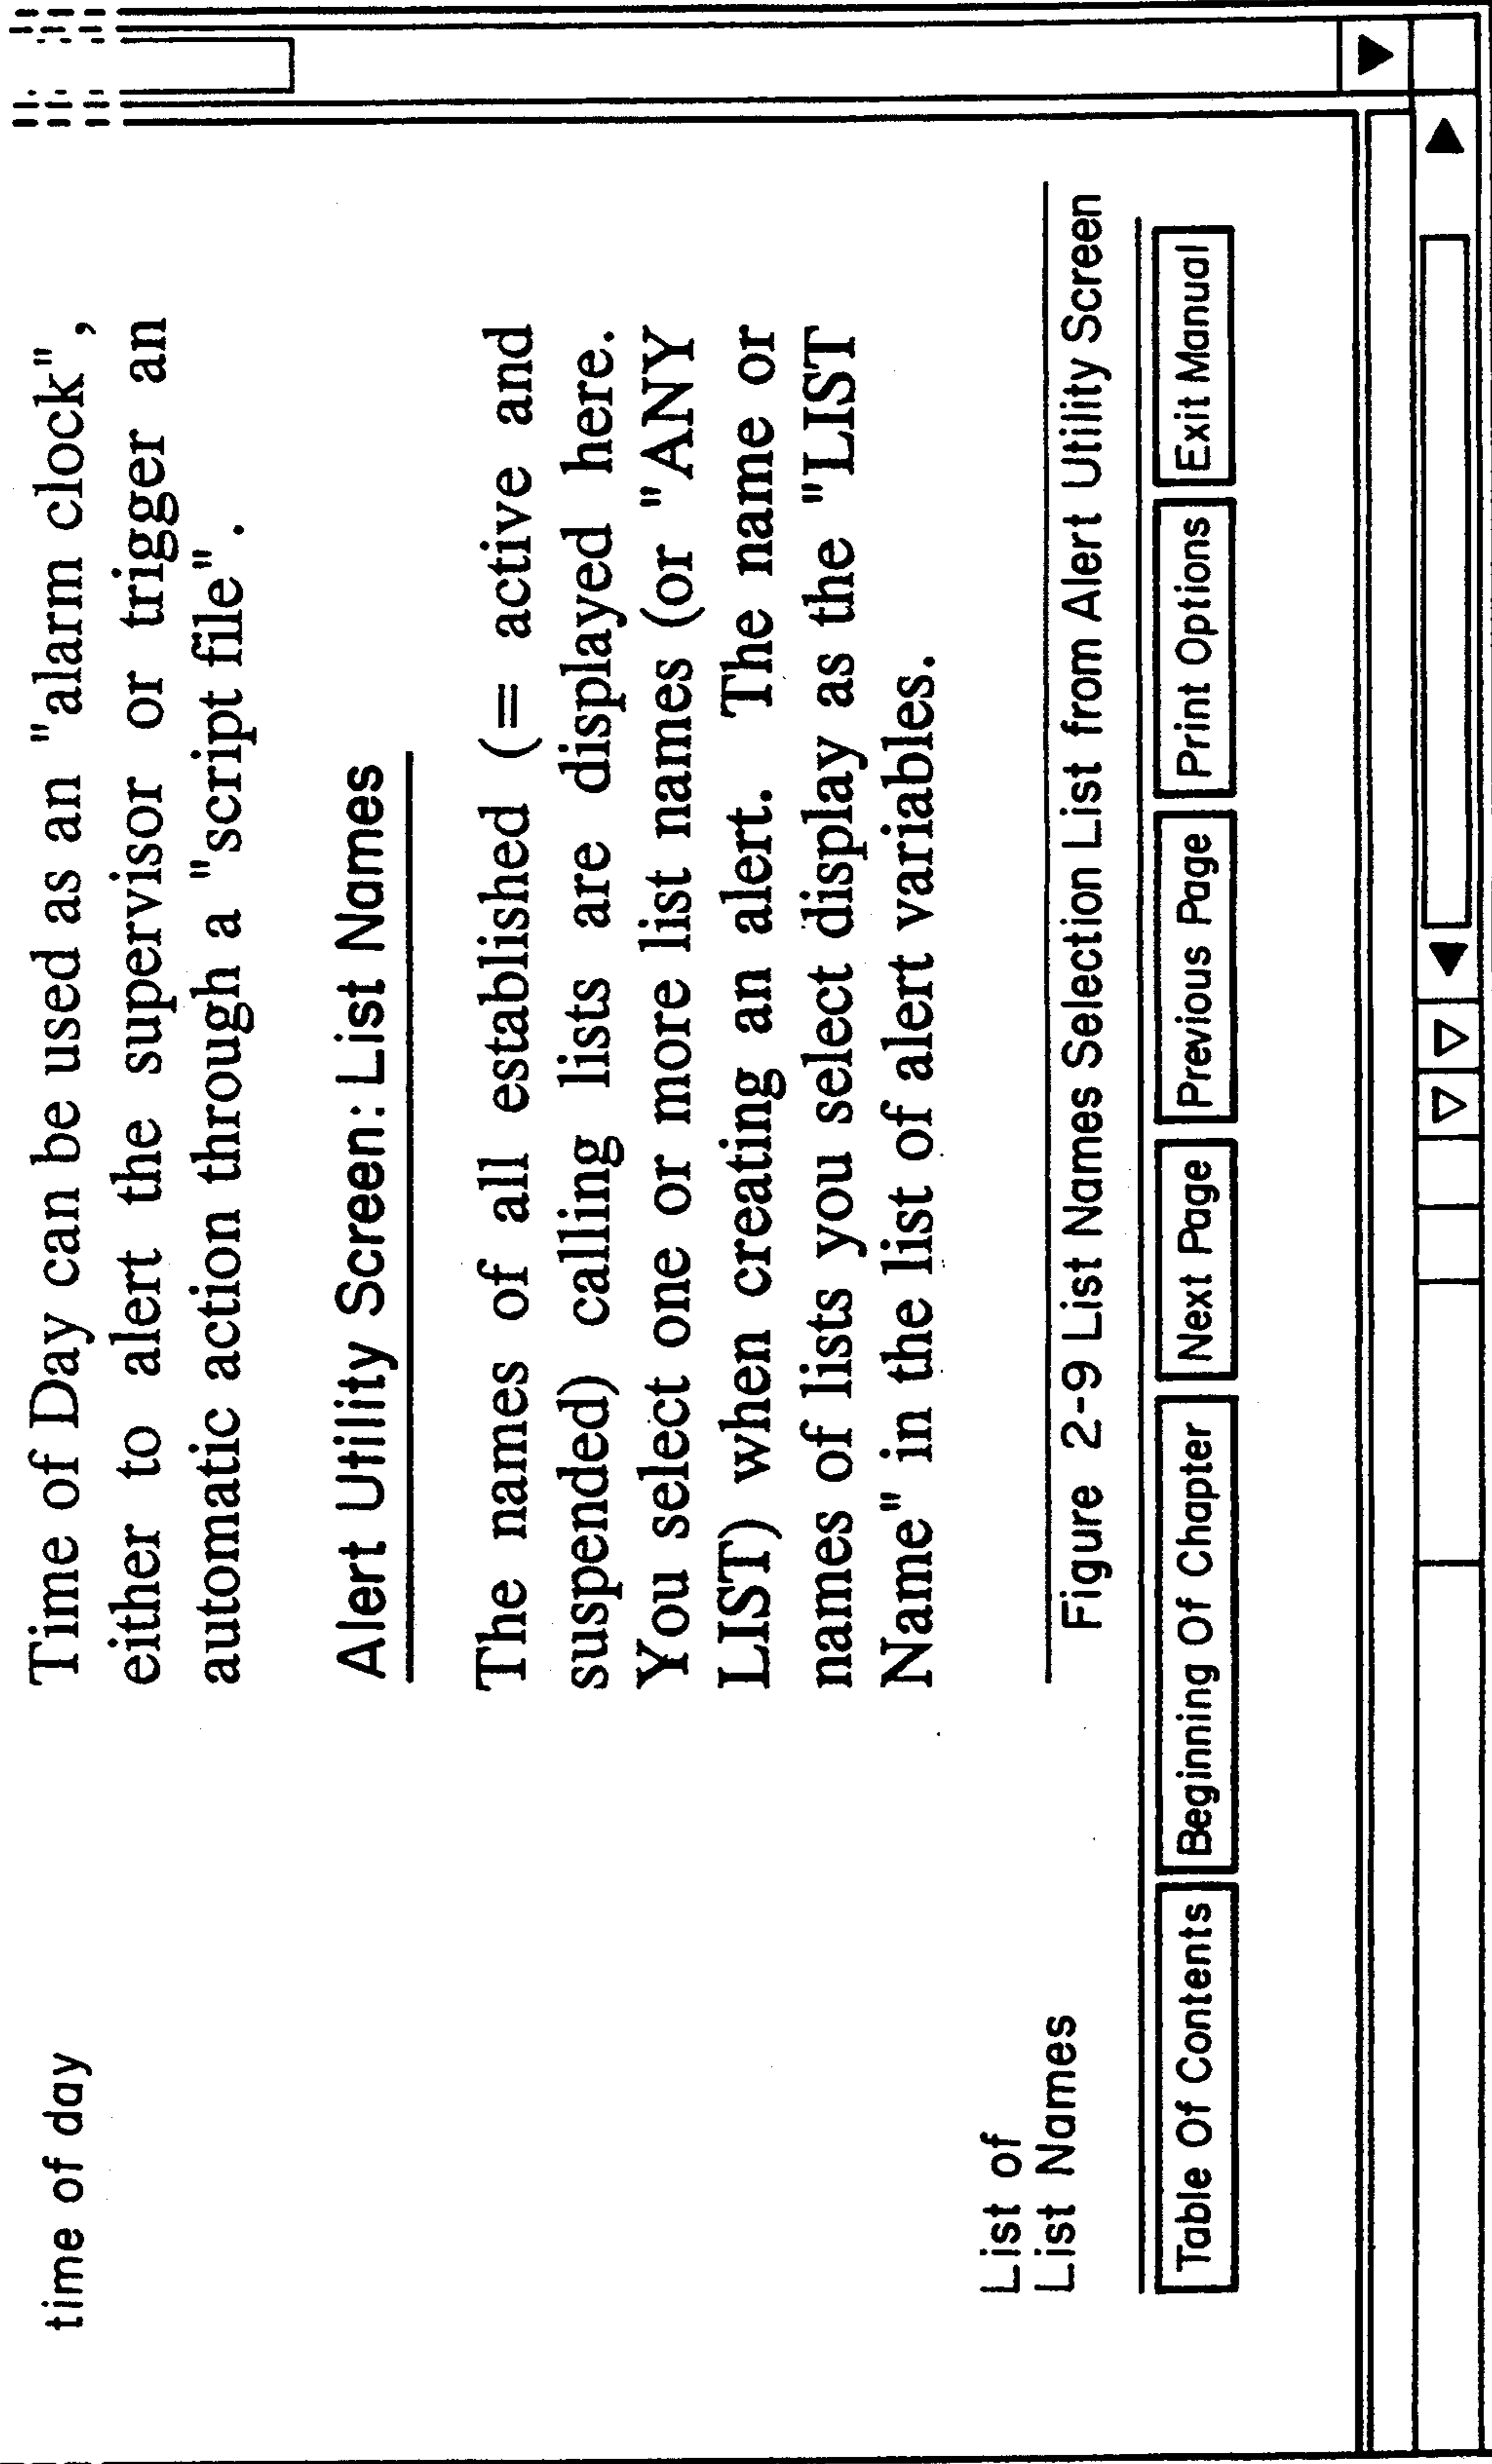 time of day
Time of Day can be used as an "alarm clock",
either to alert the supervisor or trigger an
automatic action through a "script file".
Alert Utility Screen: List Names
The names of all established (= active and
suspended) calling lists are displayed here.
You select one or more list names (or "ANY
LIST) when creating an alert. The name or
names of lists you select display as the "LIST
Name" in the list of alert variables.
List of
List Names
Figure 2-9 List Names Selection List from Alert Utility Screen
Table Of Contents Beginning Of Chapter Next Page Previous Page Print Options Exit Manual